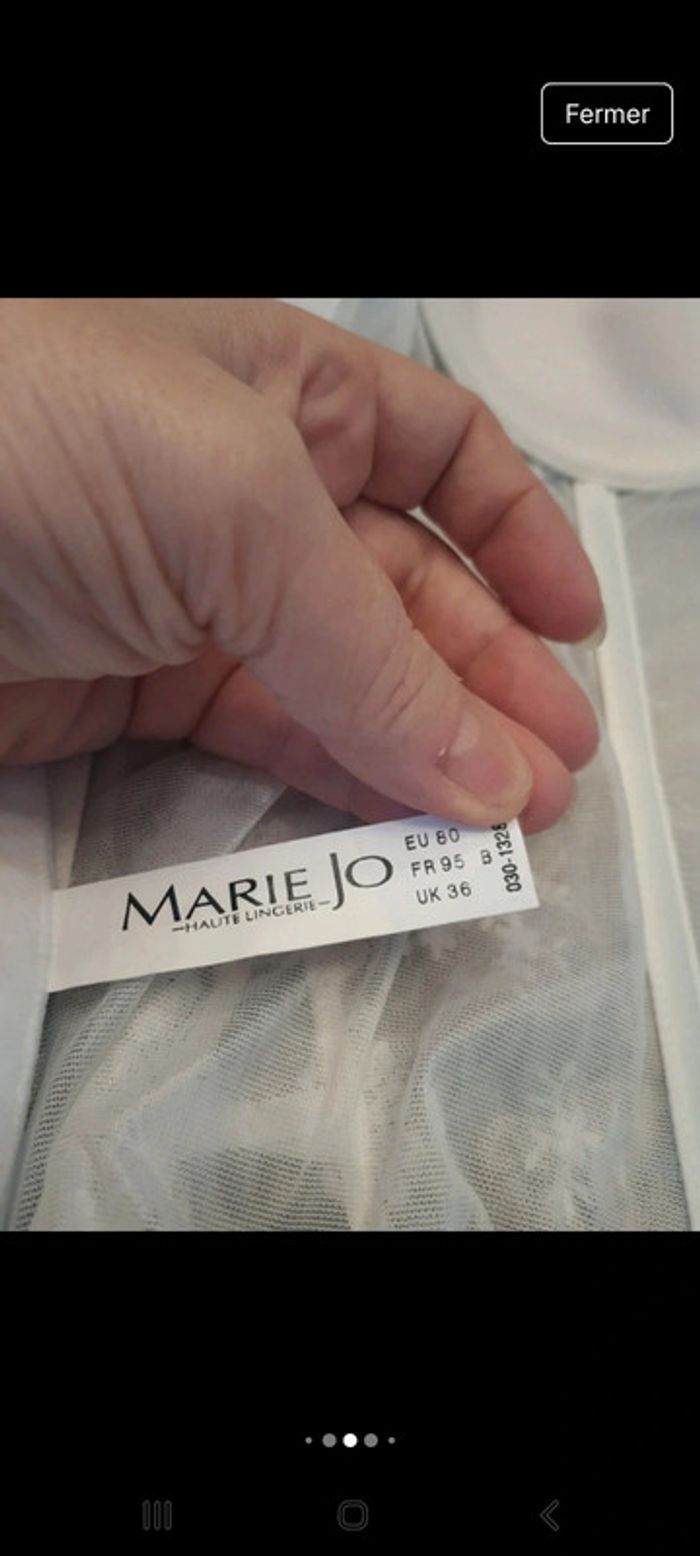 Fermer
MARIE JO
-HAUTE LINGERIE-
EU 80
FR 95 B
UK 36
030-1328